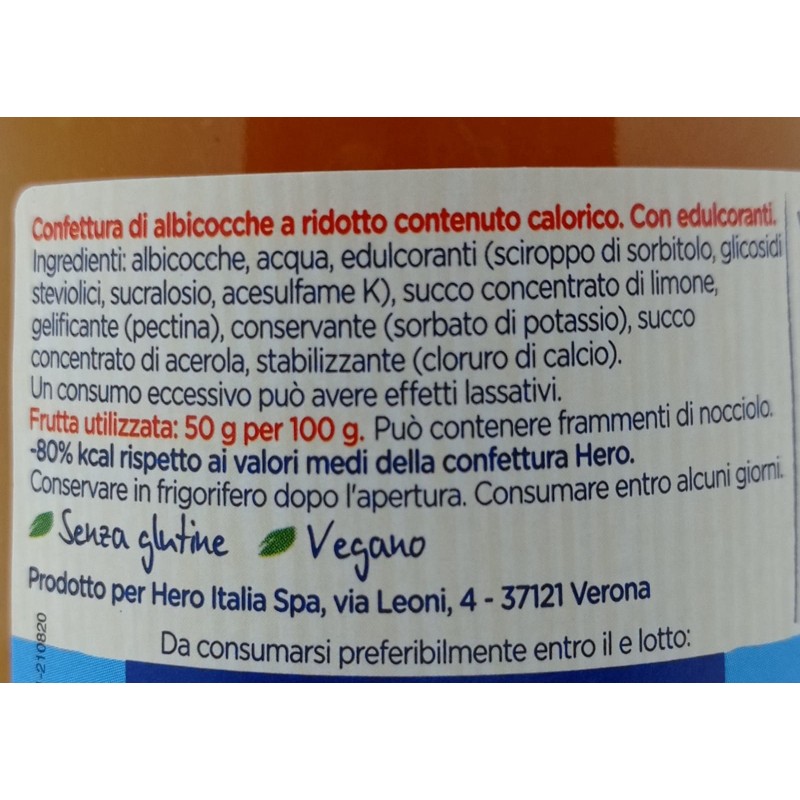 Confettura di albicocche a ridotto contenuto calorico. Con edulcoranti.
Ingredienti: albicocche, acqua, edulcoranti (sciroppo di sorbitolo, glicosidi
steviolici, sucralosio, acesulfame K), succo concentrato di limone,
gelificante (pectina), conservante (sorbato di potassio), succo
concentrato di acerola, stabilizzante (cloruro di calcio).
Un consumo eccessivo può avere effetti lassativi.
Frutta utilizzata: 50 g per 100 g. Può contenere frammenti di nocciolo.
-80% kcal rispetto ai valori medi della confettura Hero.
Conservare in frigorifero dopo l'apertura. Consumare entro alcuni giorni.
Senza glutine Vegano
Prodotto per Hero Italia Spa, via Leoni, 4 - 37121 Verona
Da consumarsi preferibilmente entro il e lotto:
-210820